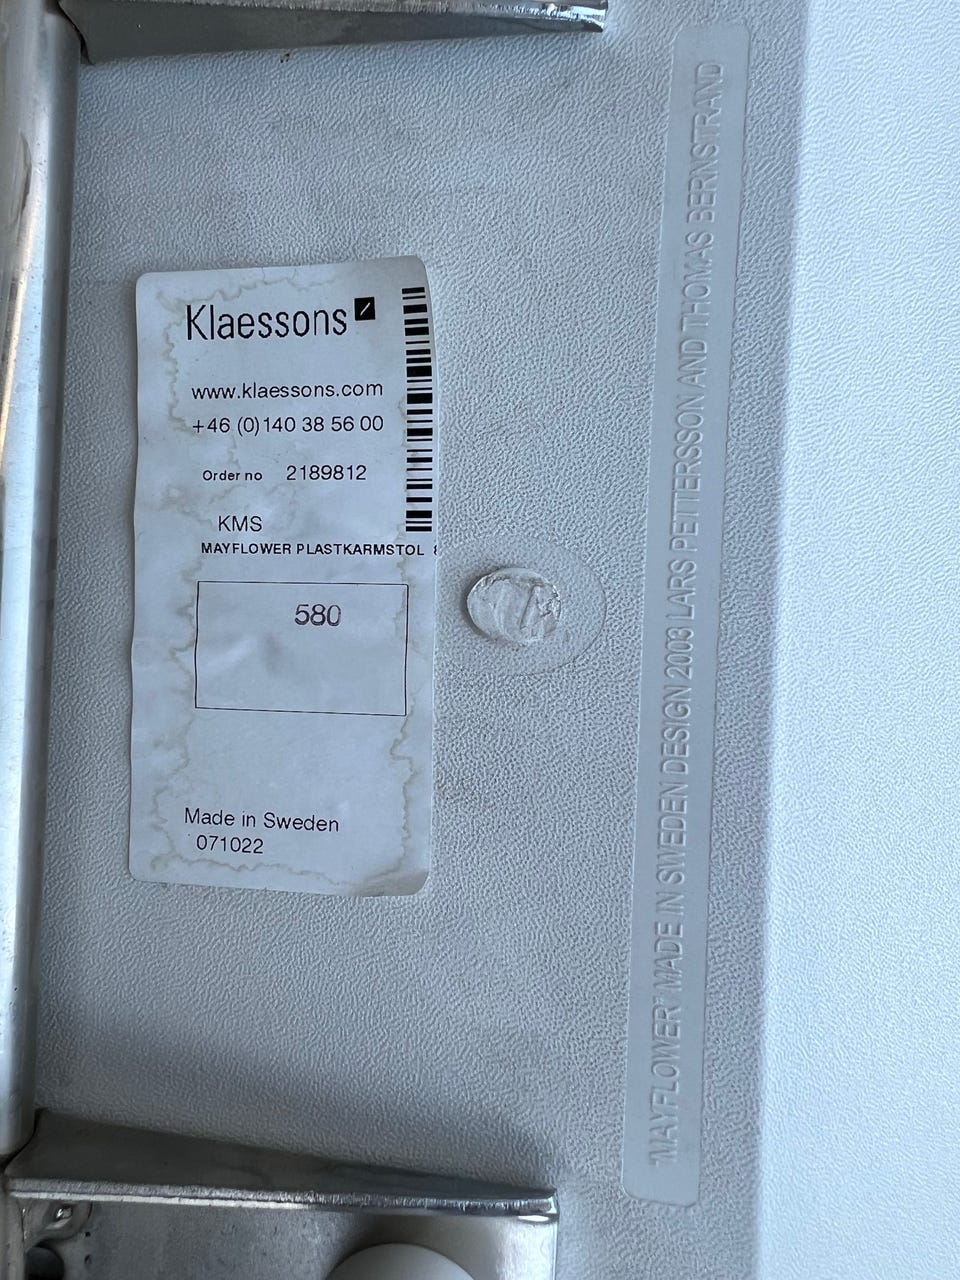 Klaessons
www.klaessons.com
+46 (0)140 38 56 00
Order no 2189812
KMS
MAYFLOWER PLASTKARMSTOL
580
Made in Sweden
071022
"MAYFLOWER" MADE IN SWEDEN DESIGN 2003 LARS PETTERSSON AND THOMAS BERNSTRAND